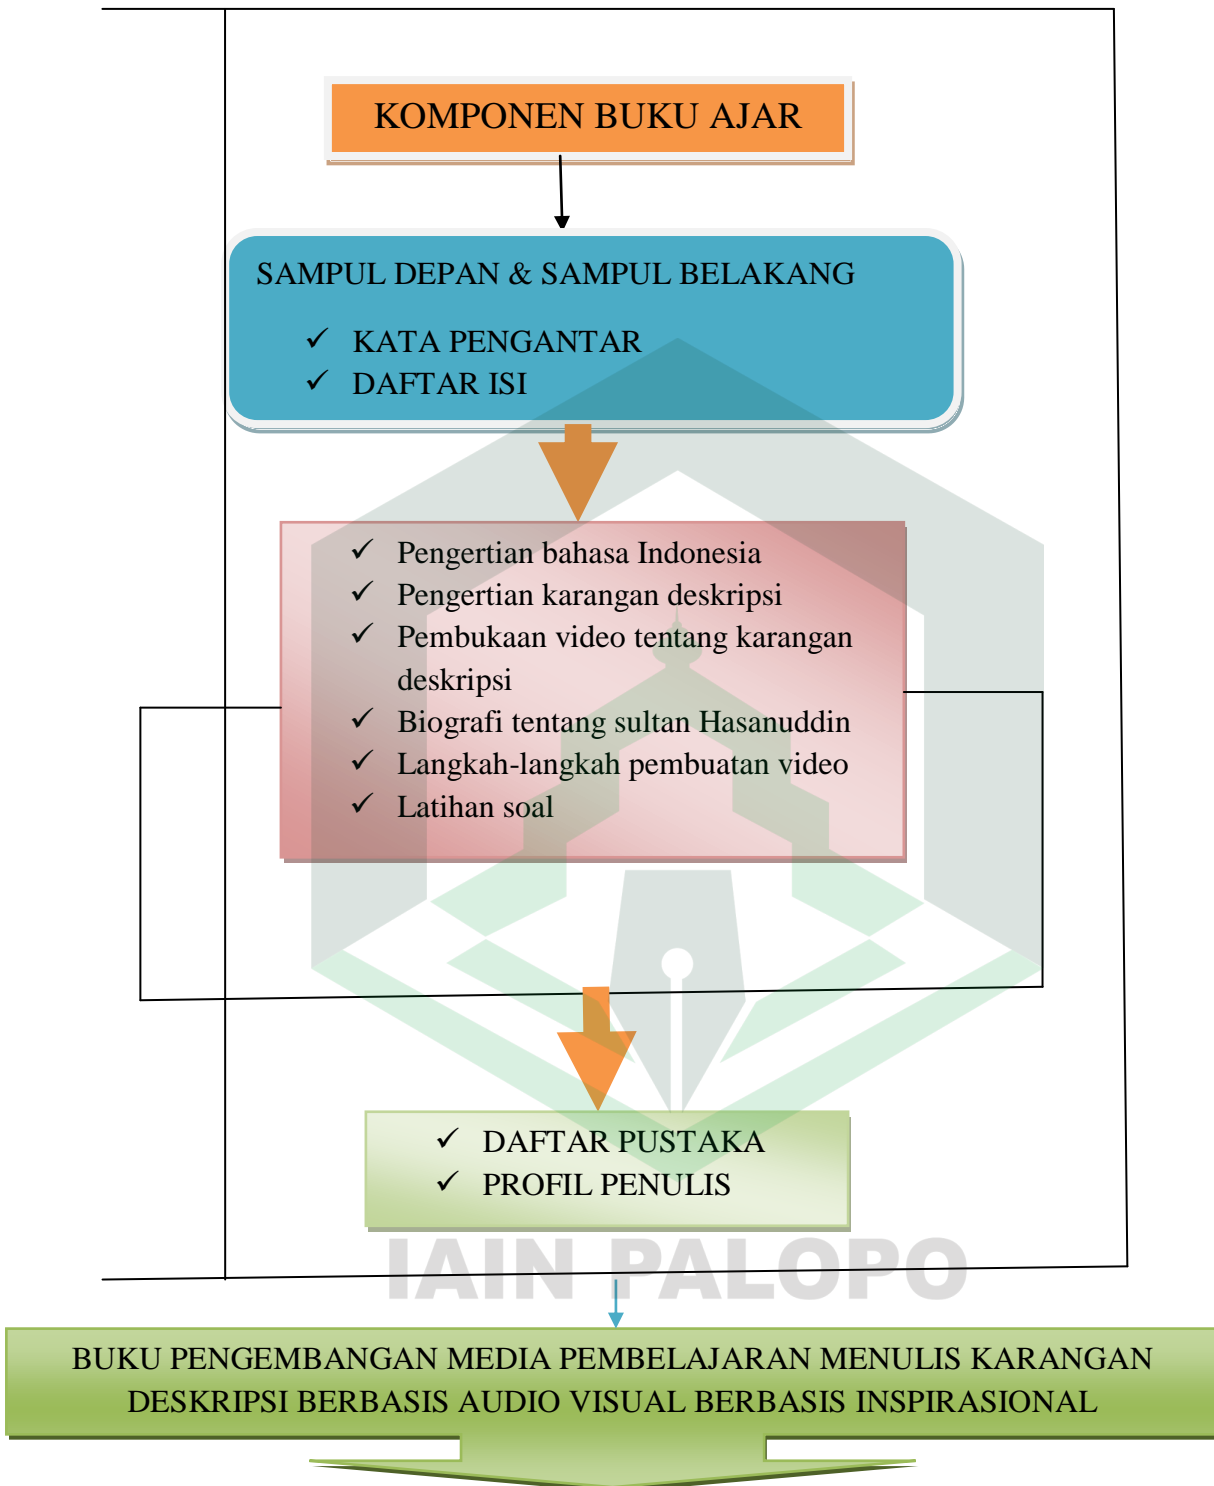 KOMPONEN BUKU AJAR
SAMPUL DEPAN & SAMPUL BELAKANG
✓ KATA PENGANTAR
✓ DAFTAR ISI
✓ Pengertian bahasa Indonesia
✓ Pengertian karangan deskripsi
✓ Pembukaan video tentang karangan
deskripsi
✓ Biografi tentang sultan Hasanuddin
✓ Langkah-langkah pembuatan video
✓ Latihan soal
✓ DAFTAR PUSTAKA
✓ PROFIL PENULIS
IAIN PALOPO
BUKU PENGEMBANGAN MEDIA PEMBELAJARAN MENULIS KARANGAN
DESKRIPSI BERBASIS AUDIO VISUAL BERBASIS INSPIRASIONAL